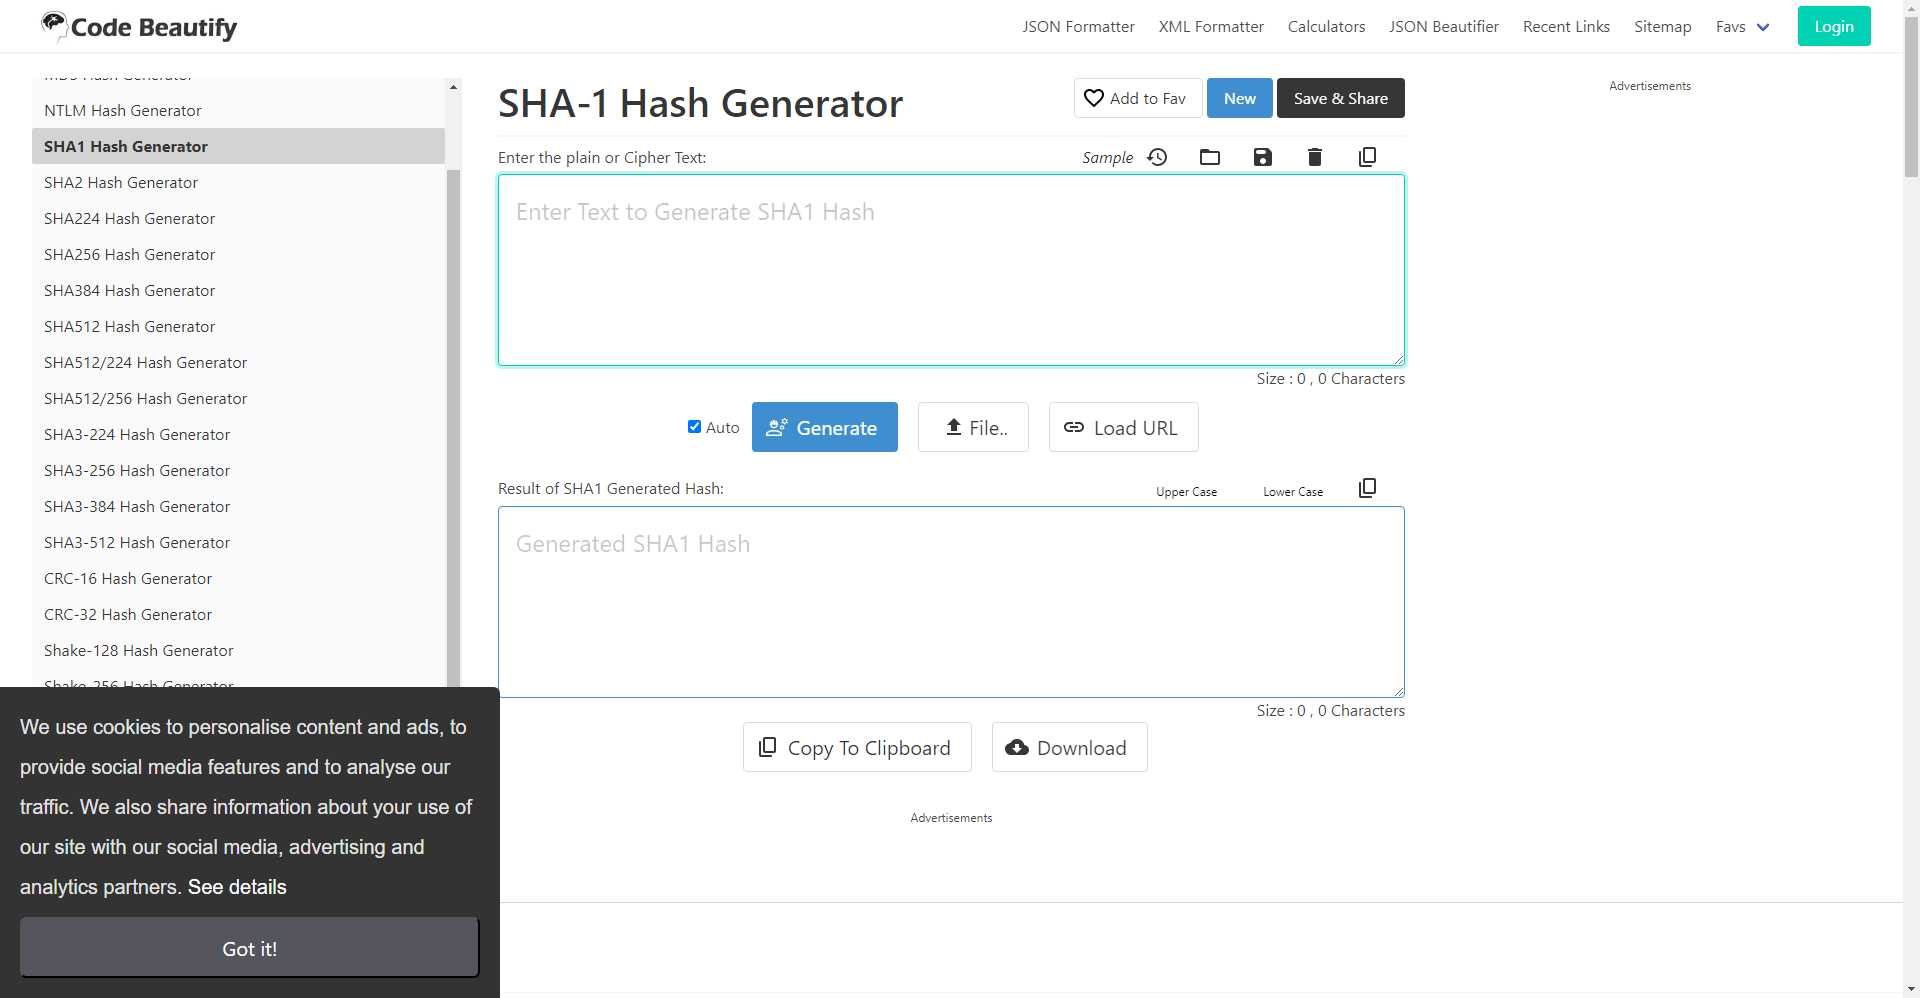 Code Beautify
JSON Formatter XML Formatter Calculators JSON Beautifier Recent Links Sitemap Favs Login
NTLM Hash Generator
SHA1 Hash Generator
SHA2 Hash Generator
SHA224 Hash Generator
SHA256 Hash Generator
SHA384 Hash Generator
SHA512 Hash Generator
SHA512/224 Hash Generator
SHA512/256 Hash Generator
SHA3-224 Hash Generator
SHA3-256 Hash Generator
SHA3-384 Hash Generator
SHA3-512 Hash Generator
CRC-16 Hash Generator
CRC-32 Hash Generator
Shake-128 Hash Generator
Shake-256 Hash Generator
SHA-1 Hash Generator
Add to Fav New Save & Share
Enter the plain or Cipher Text: Sample
Enter Text to Generate SHA1 Hash
Size : 0 , 0 Characters
Auto Generate File.. Load URL
Result of SHA1 Generated Hash: Upper Case Lower Case
Generated SHA1 Hash
Size : 0 , 0 Characters
Copy To Clipboard Download
Advertisements
Advertisements
We use cookies to personalise content and ads, to
provide social media features and to analyse our
traffic. We also share information about your use of
our site with our social media, advertising and
analytics partners. See details
Got it!